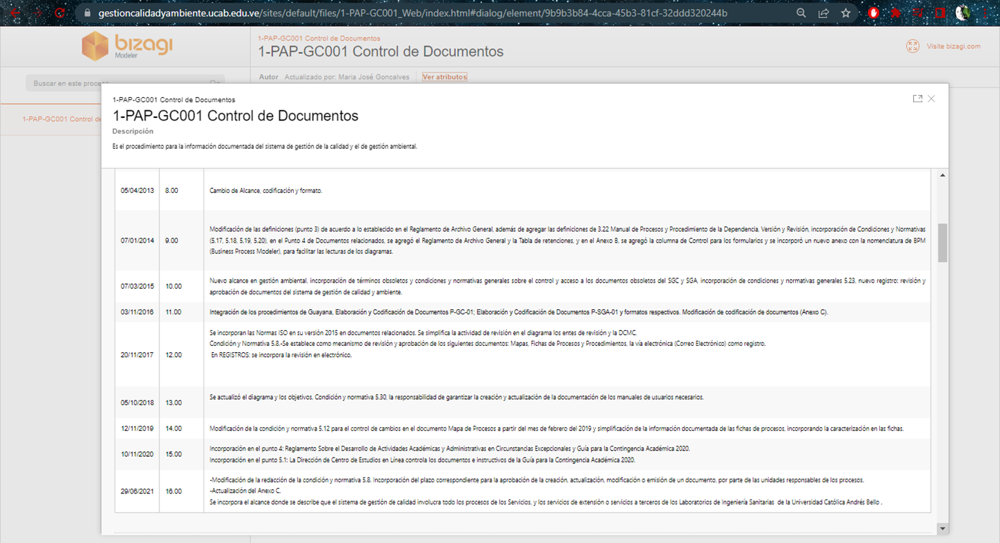 gestioncalidadyambiente.ucab.edu.ve/sites/default/files/1-PAP-GC001_Web/index.html#dialog/element/9b9b3b84-4cca-45b3-81cf-32ddd320244b
bizagi
Modeler
1-PAP-GC001 Control de Documentos
1-PAP-GC001 Control de Documentos
Visite bizagi.com
Buscar en este proceso
Autor Actualizado por: Maria José Goncalves Ver atributos
1-PAP-GC001 Control de
1-PAP-GC001 Control de Documentos
1-PAP-GC001 Control de Documentos
Descripción
Es el procedimiento para la información documentada del sistema de gestión de la calidad y el de gestión ambiental.
05/04/2013 8.00 Cambio de Alcance, codificación y formato.
07/01/2014 9.00 Modificación de las definiciones (punto 3) de acuerdo a lo establecido en el Reglamento de Archivo General, además de agregar las definiciones de 3.22 Manual de Procesos y Procedimiento de la Dependencia, Versión y Revisión, incorporación de Condiciones y Normativas
(5.17, 5.18, 5.19, 5.20), en el Punto 4 de Documentos relacionados, se agregó el Reglamento de Archivo General y la Tabla de retenciones, y en el Anexo B, se agregó la columna de Control para los formularios y se incorporó un nuevo anexo con la nomenclatura de BPM
(Business Process Modeler), para facilitar las lecturas de los diagramas.
07/03/2015 10.00 Nuevo alcance en gestión ambiental, incorporación de términos obsoletos y condiciones y normativas generales sobre el control y acceso a los documentos obsoletos del SGC y SGA, incorporación de condiciones y normativas generales 5.23, nuevo registro: revisión y
aprobación de documentos del sistema de gestión de calidad y ambiente.
03/11/2016 11.00 Integración de los procedimientos de Guayana, Elaboración y Codificación de Documentos P-GC-01; Elaboración y Codificación de Documentos P-SGA-01 y formatos respectivos. Modificación de codificación de documentos (Anexo C).
20/11/2017 12.00 Se incorporan las Normas ISO en su versión 2015 en documentos relacionados. Se simplifica la actividad de revisión en el diagrama los entes de revisión y la DCMC.
Condición y Normativa 5.8.-Se establece como mecanismo de revisión y aprobación de los siguientes documentos: Mapas, Fichas de Procesos y Procedimientos, la vía electrónica (Correo Electrónico) como registro.
En REGISTROS: se incorpora la revisión en electrónico.
05/10/2018 13.00 Se actualizó el diagrama y los objetivos. Condición y normativa 5.30, la responsabilidad de garantizar la creación y actualización de la documentación de los manuales de usuarios necesarios.
12/11/2019 14.00 Modificación de la condición y normativa 5.12 para el control de cambios en el documento Mapa de Procesos a partir del mes de febrero del 2019 y simplificación de la información documentada de las fichas de procesos, incorporando la caracterización en las fichas.
10/11/2020 15.00 Incorporación en el punto 4: Reglamento Sobre el Desarrollo de Actividades Académicas y Administrativas en Circunstancias Excepcionales y Guía para la Contingencia Académica 2020.
Incorporación en el punto 5.1: La Dirección de Centro de Estudios en Línea controla los documentos e instructivos de la Guía para la Contingencia Académica 2020.
29/06/2021 16.00 -Modificación de la redacción de la condición y normativa 5.8. Incorporación del plazo correspondiente para la aprobación de la creación, actualización, modificación o emisión de un documento, por parte de las unidades responsables de los procesos.
-Actualización del Anexo C.
Se incorpora el alcance donde se describe que el sistema de gestión de calidad involucra todo los procesos de los Servicios, y los servicios de extensión o servicios a terceros de los Laboratorios de Ingeniería Sanitarias de la Universidad Católica Andrés Bello .